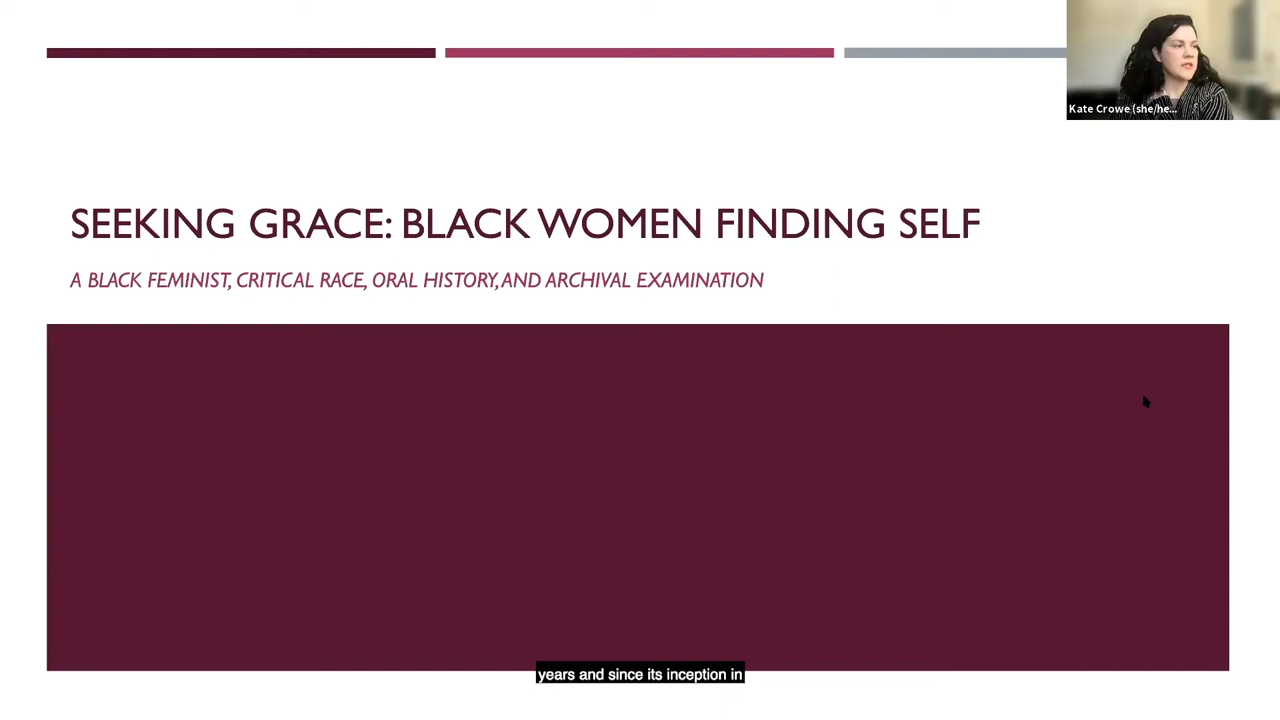 Kate Crowe (she/he...
SEEKING GRACE: BLACK WOMEN FINDING SELF
A BLACK FEMINIST, CRITICAL RACE, ORAL HISTORY, AND ARCHIVAL EXAMINATION
years and since its inception in